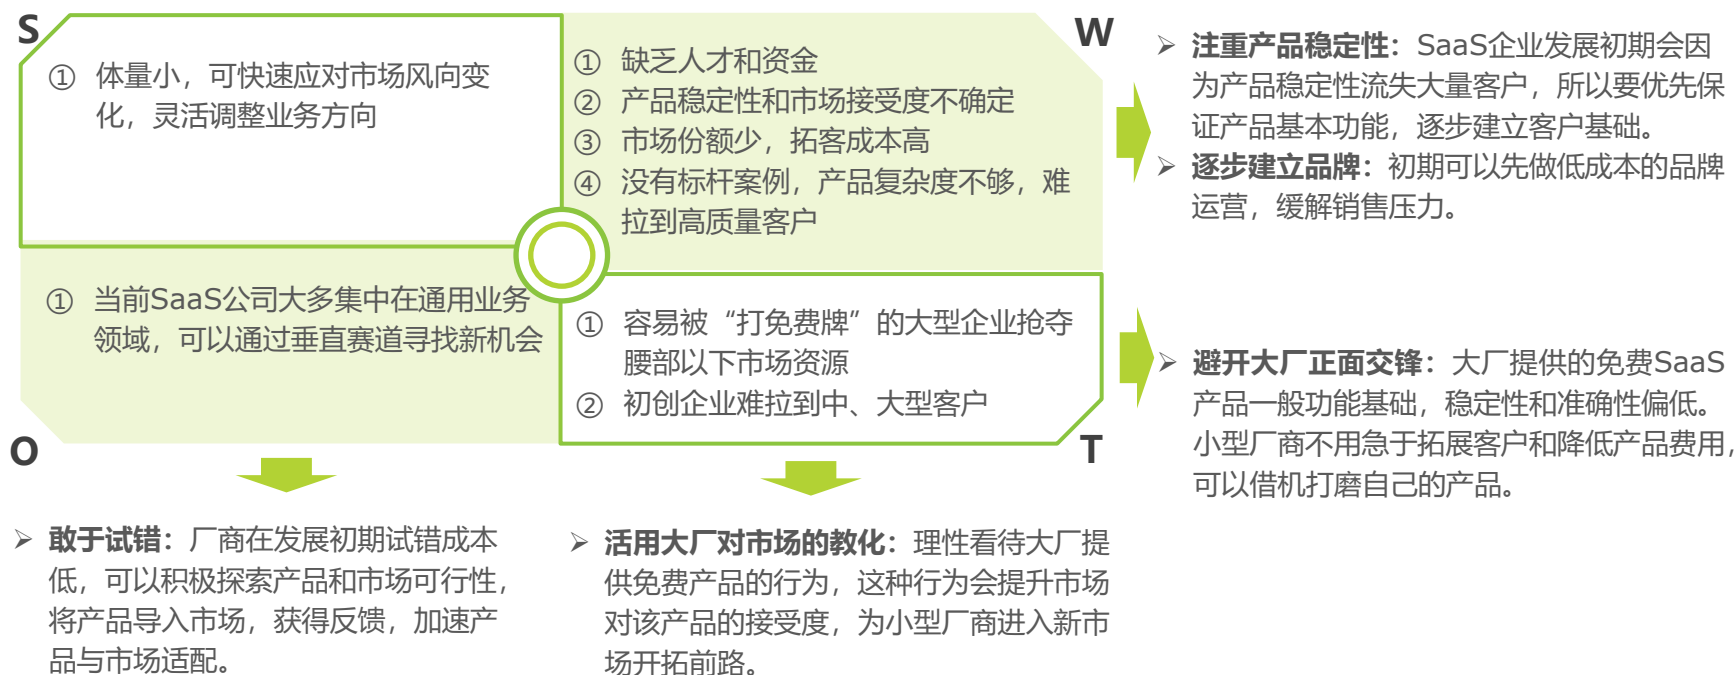 S
① 体量小，可快速应对市场风向变
化，灵活调整业务方向
W
① 缺乏人才和资金
② 产品稳定性和市场接受度不确定
③ 市场份额少，拓客成本高
④ 没有标杆案例，产品复杂度不够，难
拉到高质量客户
➢ 注重产品稳定性：SaaS企业发展初期会因
为产品稳定性流失大量客户，所以要优先保
证产品基本功能，逐步建立客户基础。
➢ 逐步建立品牌：初期可以先做低成本的品牌
运营，缓解销售压力。
O
① 当前SaaS公司大多集中在通用业务
领域，可以通过垂直赛道寻找新机会
T
① 容易被“打免费牌”的大型企业抢夺
腰部以下市场资源
② 初创企业难拉到中、大型客户
➢ 避开大厂正面交锋：大厂提供的免费SaaS
产品一般功能基础，稳定性和准确性偏低。
小型厂商不用急于拓展客户和降低产品费用，
可以借机打磨自己的产品。
➢ 敢于试错：厂商在发展初期试错成本
低，可以积极探索产品和市场可行性，
将产品导入市场，获得反馈，加速产
品与市场适配。
➢ 活用大厂对市场的教化：理性看待大厂提
供免费产品的行为，这种行为会提升市场
对该产品的接受度，为小型厂商进入新市
场开拓前路。